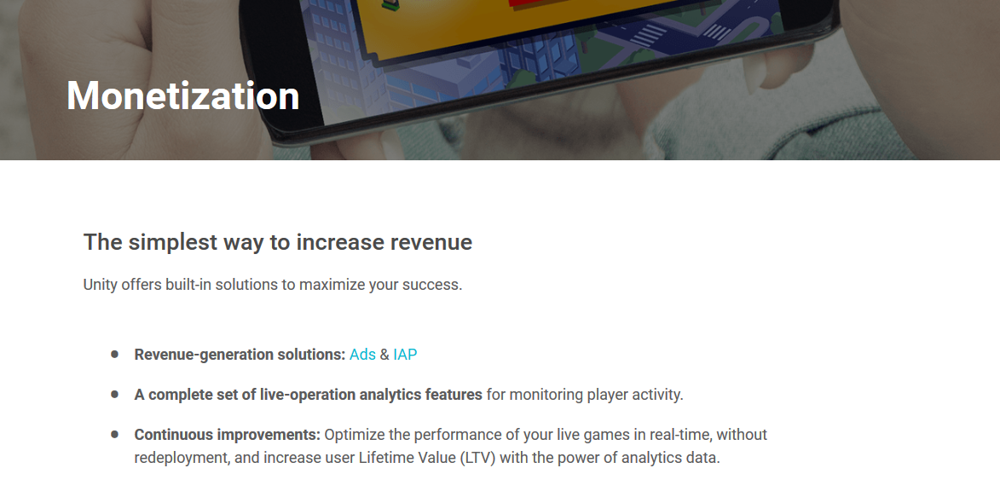 Monetization
The simplest way to increase revenue
Unity offers built-in solutions to maximize your success.
Revenue-generation solutions: Ads & IAP
A complete set of live-operation analytics features for monitoring player activity.
Continuous improvements: Optimize the performance of your live games in real-time, without
redeployment, and increase user Lifetime Value (LTV) with the power of analytics data.